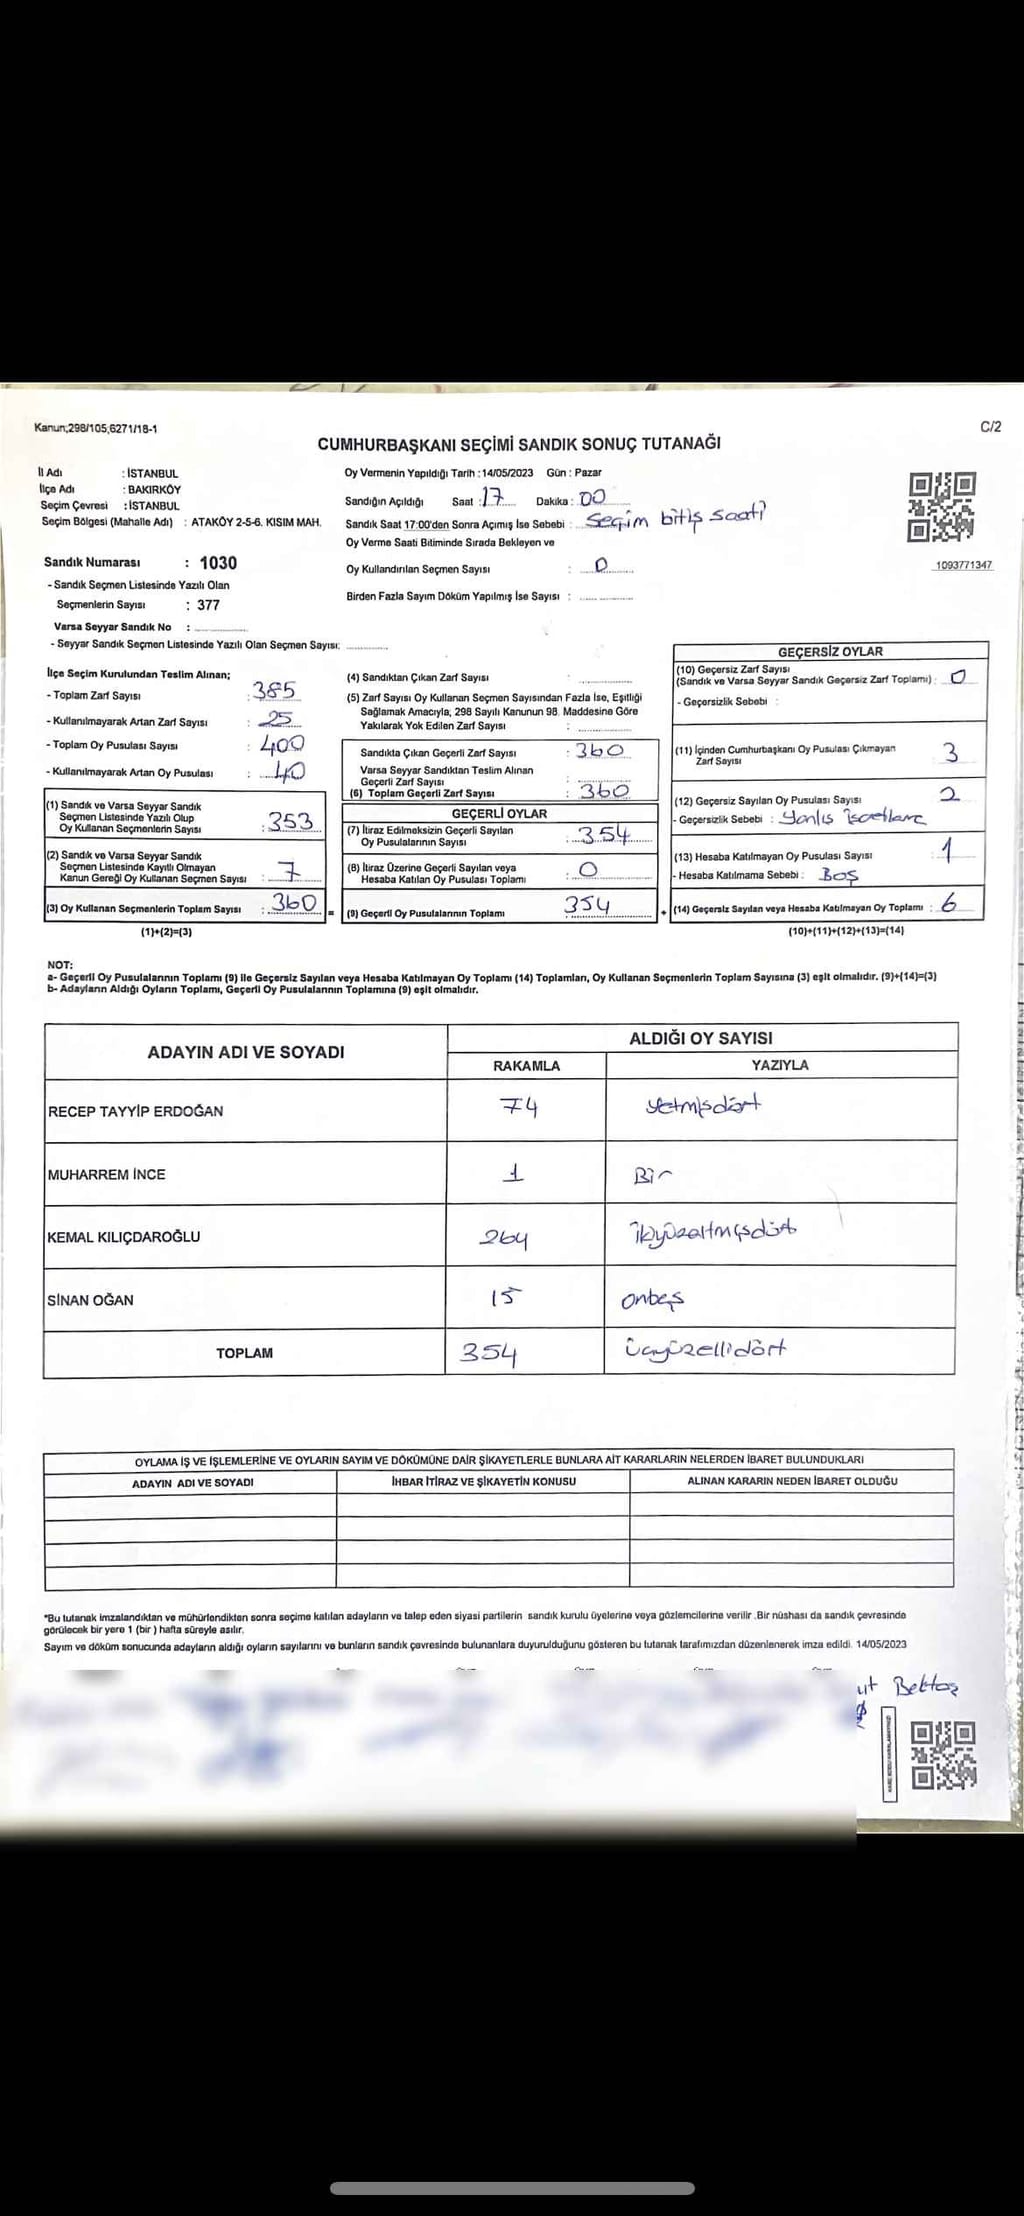 Kanun;298/105,6271/18-1
C/2
CUMHURBAŞKANI SEÇİMİ SANDIK SONUÇ TUTANAĞI
İl Adı : İSTANBUL
İlçe Adı : BAKIRKÖY
Seçim Çevresi : İSTANBUL
Seçim Bölgesi (Mahalle Adı) : ATAKÖY 2-5-6. KISIM MAH.
Sandık Numarası : 1030
- Sandık Seçmen Listesinde Yazılı Olan
Seçmenlerin Sayısı : 377
Varsa Seyyar Sandık No :
- Seyyar Sandık Seçmen Listesinde Yazılı Olan Seçmen Sayısı:
Oy Vermenin Yapıldığı Tarih : 14/05/2023 Gün : Pazar
Sandığın Açıldığı Saat : 17 Dakika : 00
Sandık Saat 17:00'den Sonra Açımış İse Sebebi : Seçim bitiş saati
Oy Verme Saati Bitiminde Sırada Bekleyen ve
Oy Kullandırılan Seçmen Sayısı : 0
Birden Fazla Sayım Döküm Yapılmış İse Sayısı :
1093771347
İlçe Seçim Kurulundan Teslim Alınan;
- Toplam Zarf Sayısı : 385
- Kullanılmayarak Artan Zarf Sayısı : 25
- Toplam Oy Pusulası Sayısı : 400
- Kullanılmayarak Artan Oy Pusulası : 40
(1) Sandık ve Varsa Seyyar Sandık
Seçmen Listesinde Yazılı Olup
Oy Kullanan Seçmenlerin Sayısı : 353
(2) Sandık ve Varsa Seyyar Sandık
Seçmen Listesinde Kayıtlı Olmayan
Kanun Gereği Oy Kullanan Seçmen Sayısı : 7
(3) Oy Kullanan Seçmenlerin Toplam Sayısı : 360 =
(1)+(2)=(3)
(4) Sandıktan Çıkan Zarf Sayısı :
(5) Zarf Sayısı Oy Kullanan Seçmen Sayısından Fazla İse, Eşitliği
Sağlamak Amacıyla, 298 Sayılı Kanunun 98. Maddesine Göre
Yakılarak Yok Edilen Zarf Sayısı :
Sandıkta Çıkan Geçerli Zarf Sayısı : 360
Varsa Seyyar Sandıktan Teslim Alınan
Geçerli Zarf Sayısı :
(6) Toplam Geçerli Zarf Sayısı : 360
GEÇERLİ OYLAR
(7) İtiraz Edilmeksizin Geçerli Sayılan
Oy Pusulalarının Sayısı : 354
(8) İtiraz Üzerine Geçerli Sayılan veya
Hesaba Katılan Oy Pusulası Toplamı : 0
(9) Geçerli Oy Pusulalarının Toplamı 354 +
GEÇERSİZ OYLAR
(10) Geçersiz Zarf Sayısı
(Sandık ve Varsa Seyyar Sandık Geçersiz Zarf Toplamı) : 0
- Geçersizlik Sebebi :
(11) İçinden Cumhurbaşkanı Oy Pusulası Çıkmayan
Zarf Sayısı 3
(12) Geçersiz Sayılan Oy Pusulası Sayısı 2
- Geçersizlik Sebebi : Yanlış
(13) Hesaba Katılmayan Oy Pusulası Sayısı : 1
- Hesaba Katılmama Sebebi : Boş
(14) Geçersiz Sayılan veya Hesaba Katılmayan Oy Toplamı : 6
(10)+(11)+(12)+(13)=(14)
NOT:
a- Geçerli Oy Pusulalarının Toplamı (9) ile Geçersiz Sayılan veya Hesaba Katılmayan Oy Toplamı (14) Toplamları, Oy Kullanan Seçmenlerin Toplam Sayısına (3) eşit olmalıdır. (9)+(14)=(3)
b- Adayların Aldığı Oyların Toplamı, Geçerli Oy Pusulalarının Toplamına (9) eşit olmalıdır.
ADAYIN ADI VE SOYADI
ALDIĞI OY SAYISI
RAKAMLA YAZIYLA
RECEP TAYYİP ERDOĞAN 74 Yetmişdört
MUHARREM İNCE 1 Bir
KEMAL KILIÇDAROĞLU 264 İkiyüzaltmışdört
SİNAN OĞAN 15 onbeş
TOPLAM 354 üçyüzellidört
OYLAMA İŞ VE İŞLEMLERİNE VE OYLARIN SAYIM VE DÖKÜMÜNE DAİR ŞİKAYETLERLE BUNLARA AİT KARARLARIN NELERDEN İBARET BULUNDUKLARI
ADAYIN ADI VE SOYADI İHBAR İTİRAZ VE ŞİKAYETİN KONUSU ALINAN KARARIN NEDEN İBARET OLDUĞU
*Bu tutanak imzalandıktan ve mühürlendikten sonra seçime katılan adayların ve talep eden siyasi partilerin sandık kurulu üyelerine veya gözlemcilerine verilir .Bir nüshası da sandık çevresinde
görülecek bir yere 1 (bir ) hafta süreyle asılır.
Sayım ve döküm sonucunda adayların aldığı oyların sayılarını ve bunların sandık çevresinde bulunanlara duyurulduğunu gösteren bu tutanak tarafımızdan düzenlenerek imza edildi. 14/05/2023
ut Bektaş